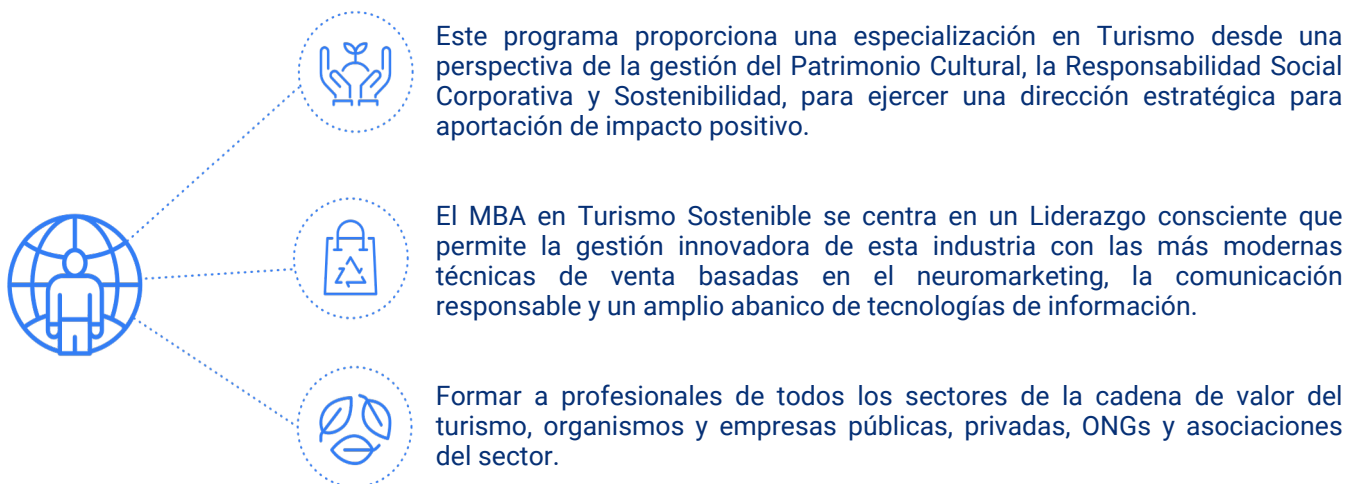 Este programa proporciona una especialización en Turismo desde una
perspectiva de la gestión del Patrimonio Cultural, la Responsabilidad Social
Corporativa y Sostenibilidad, para ejercer una dirección estratégica para
aportación de impacto positivo.
El MBA en Turismo Sostenible se centra en un Liderazgo consciente que
permite la gestión innovadora de esta industria con las más modernas
técnicas de venta basadas en el neuromarketing, la comunicación
responsable y un amplio abanico de tecnologías de información.
Formar a profesionales de todos los sectores de la cadena de valor del
turismo, organismos y empresas públicas, privadas, ONGs y asociaciones
del sector.